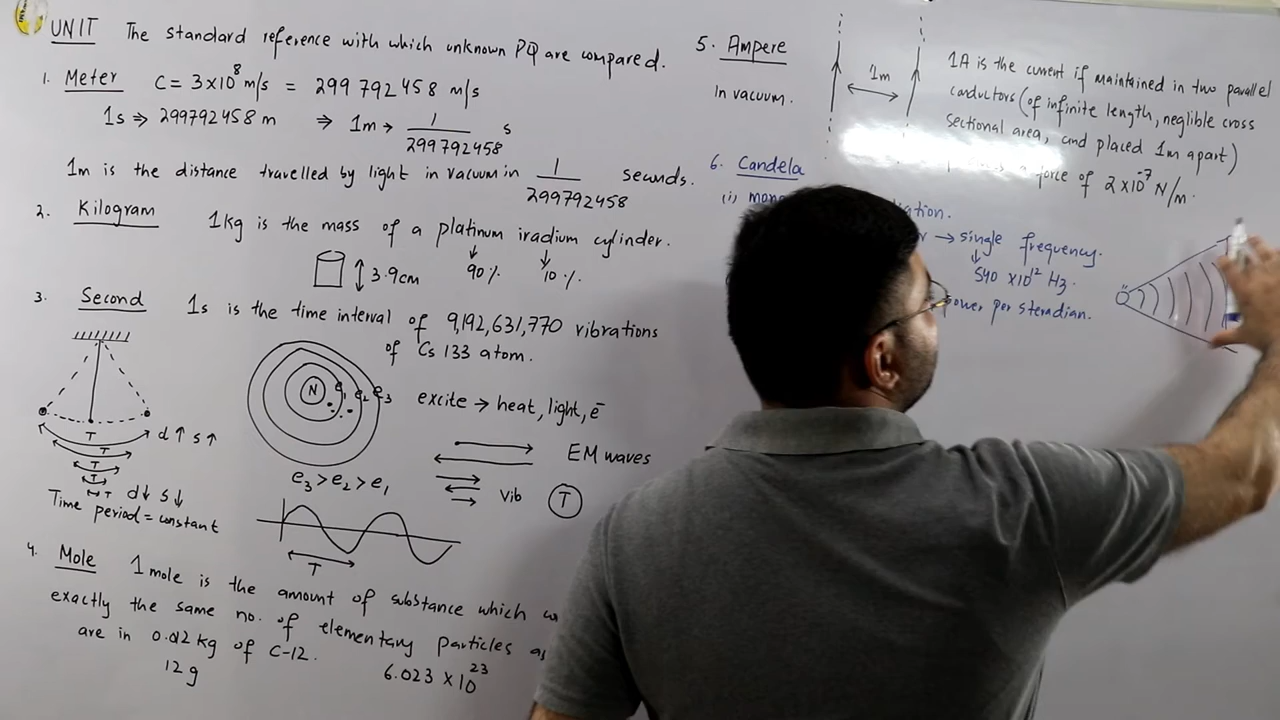 UNIT The standard reference with which unknown PQ are compared.
1. Meter C = 3×10⁸ m/s = 299 792 458 m/s
1s ⇒ 299792458 m ⇒ 1m → 1/299792458 s
1m is the distance travelled by light in vacuum in 1/299792458 seconds.
2. Kilogram 1kg is the mass of a platinum iradium cylinder.
3.9cm 90% 10%
3. Second 1s is the time interval of 9,192,631,770 vibrations
of Cs 133 atom.
N e₁ e₂ e₃
excite → heat, light, e⁻
T
T
T
T
T
d↑ s↑
d↓ s↓
Time period = constant
e₃ > e₂ > e₁
EM waves
Vib T
T
4. Mole 1 mole is the amount of substance which
exactly the same no. of elementary particles as
are in 0.012 kg of C-12.
12g 6.023 × 10²³
5. Ampere
In vacuum.
1m
1A is the current if maintained in two parallel
conductors (of infinite length, neglible cross
sectional area, and placed 1m apart)
a force of 2×10⁻⁷ N/m.
6. Candela
(i)
→ single frequency.
540 ×10¹² Hz.
power per steradian.